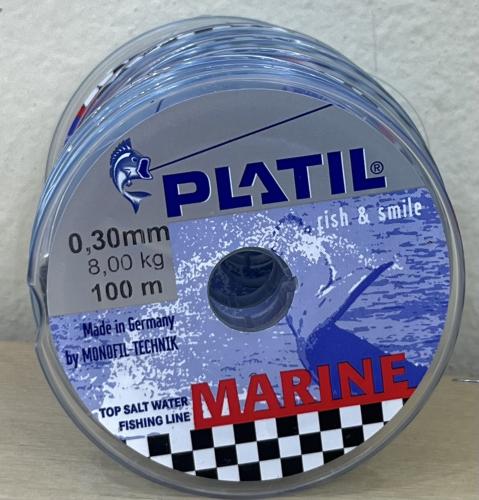 PLATIL®
fish & smile
0,30mm
8,00 kg
100 m
Made in Germany
by MONOFIL-TECHNIK
MARINE
TOP SALT WATER
FISHING LINE